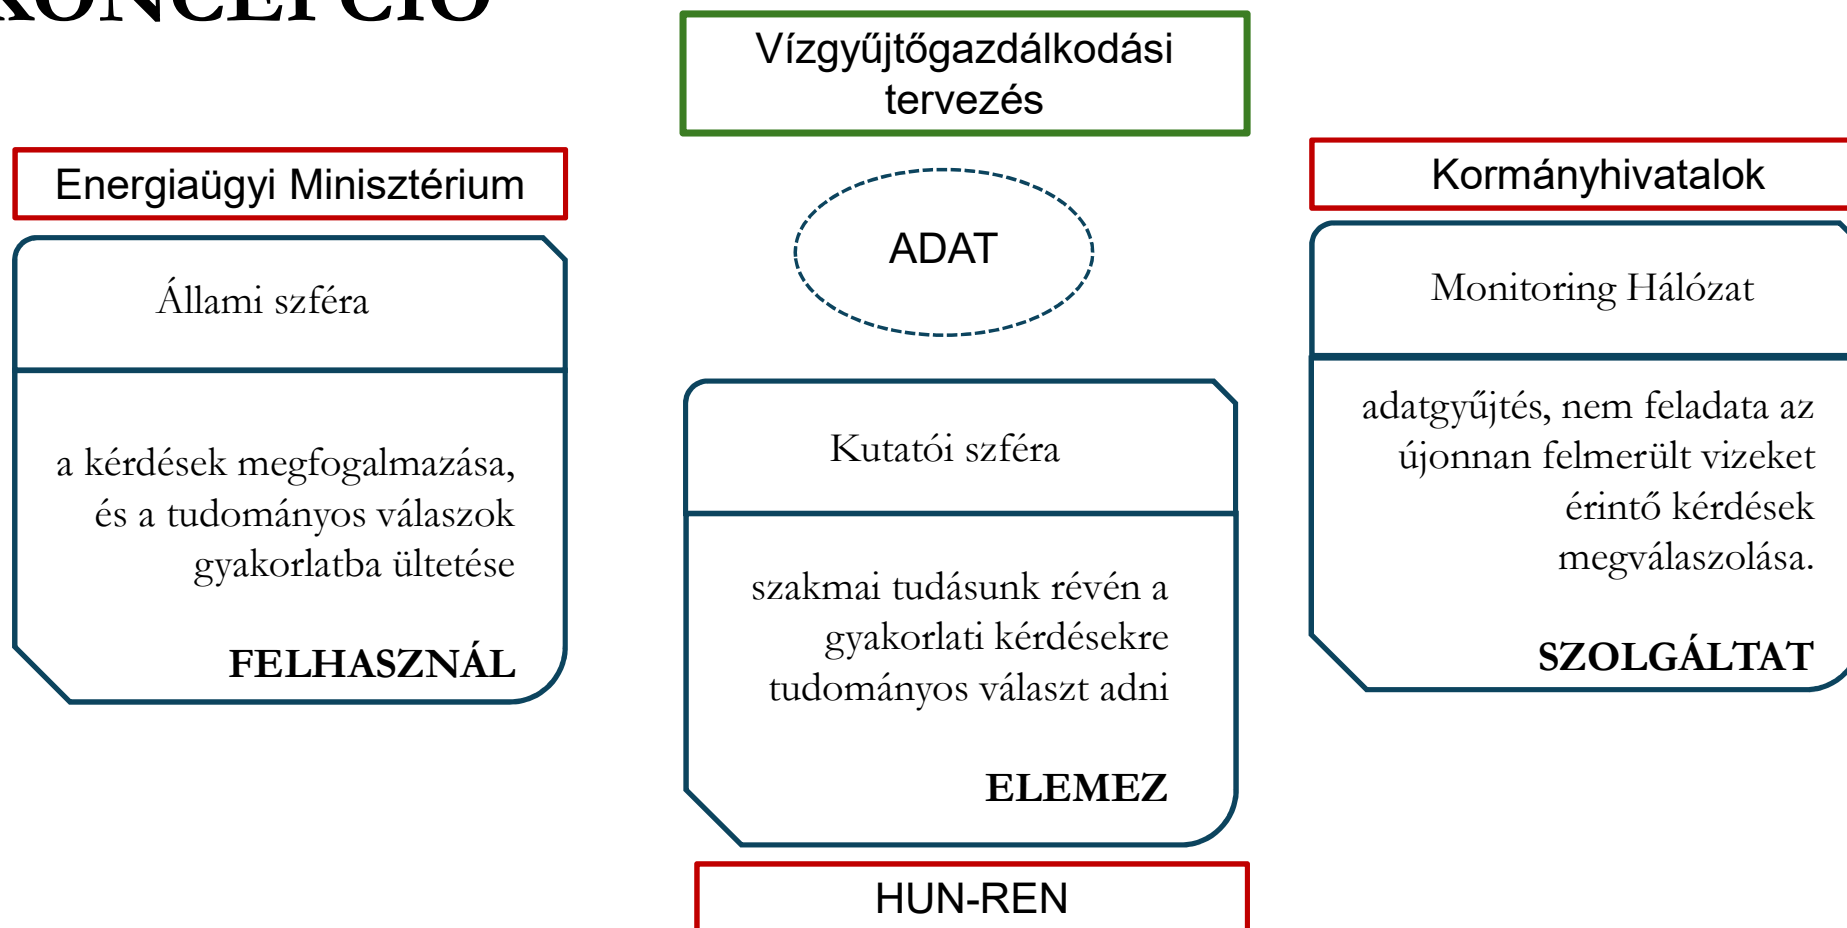 KONCEPCIÓ
Vízgyűjtőgazdálkodási
tervezés
Energiaügyi Minisztérium
Állami szféra
a kérdések megfogalmazása,
és a tudományos válaszok
gyakorlatba ültetése
FELHASZNÁL
ADAT
Kutatói szféra
szakmai tudásunk révén a
gyakorlati kérdésekre
tudományos választ adni
ELEMEZ
HUN-REN
Kormányhivatalok
Monitoring Hálózat
adatgyűjtés, nem feladata az
újonnan felmerült vizeket
érintő kérdések
megválaszolása.
SZOLGÁLTAT